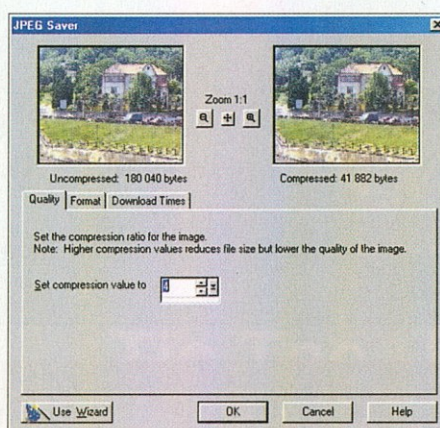 JPEG Saver
Zoom 1:1
Uncompressed: 180 040 bytes
Compressed: 41 882 bytes
Quality
Format
Download Times
Set the compression ratio for the image.
Note: Higher compression values reduces file size but lower the quality of the image.
Set compression value to
4
Use Wizard
OK
Cancel
Help